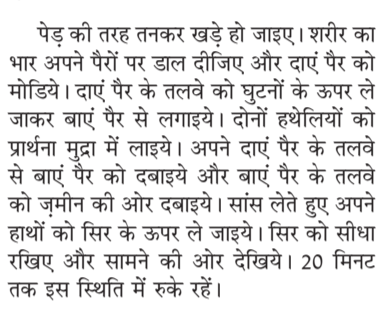 पेड़ की तरह तनकर खड़े हो जाइए। शरीर का
भार अपने पैरों पर डाल दीजिए और दाएं पैर को
मोडिये। दाएं पैर के तलवे को घुटनों के ऊपर ले
जाकर बाएं पैर से लगाइये। दोनों हथेलियों को
प्रार्थना मुद्रा में लाइये। अपने दाएं पैर के तलवे
से बाएं पैर को दबाइये और बाएं पैर के तलवे
को ज़मीन की ओर दबाइये। सांस लेते हुए अपने
हाथों को सिर के ऊपर ले जाइये। सिर को सीधा
रखिए और सामने की ओर देखिये। 20 मिनट
तक इस स्थिति में रुके रहें।